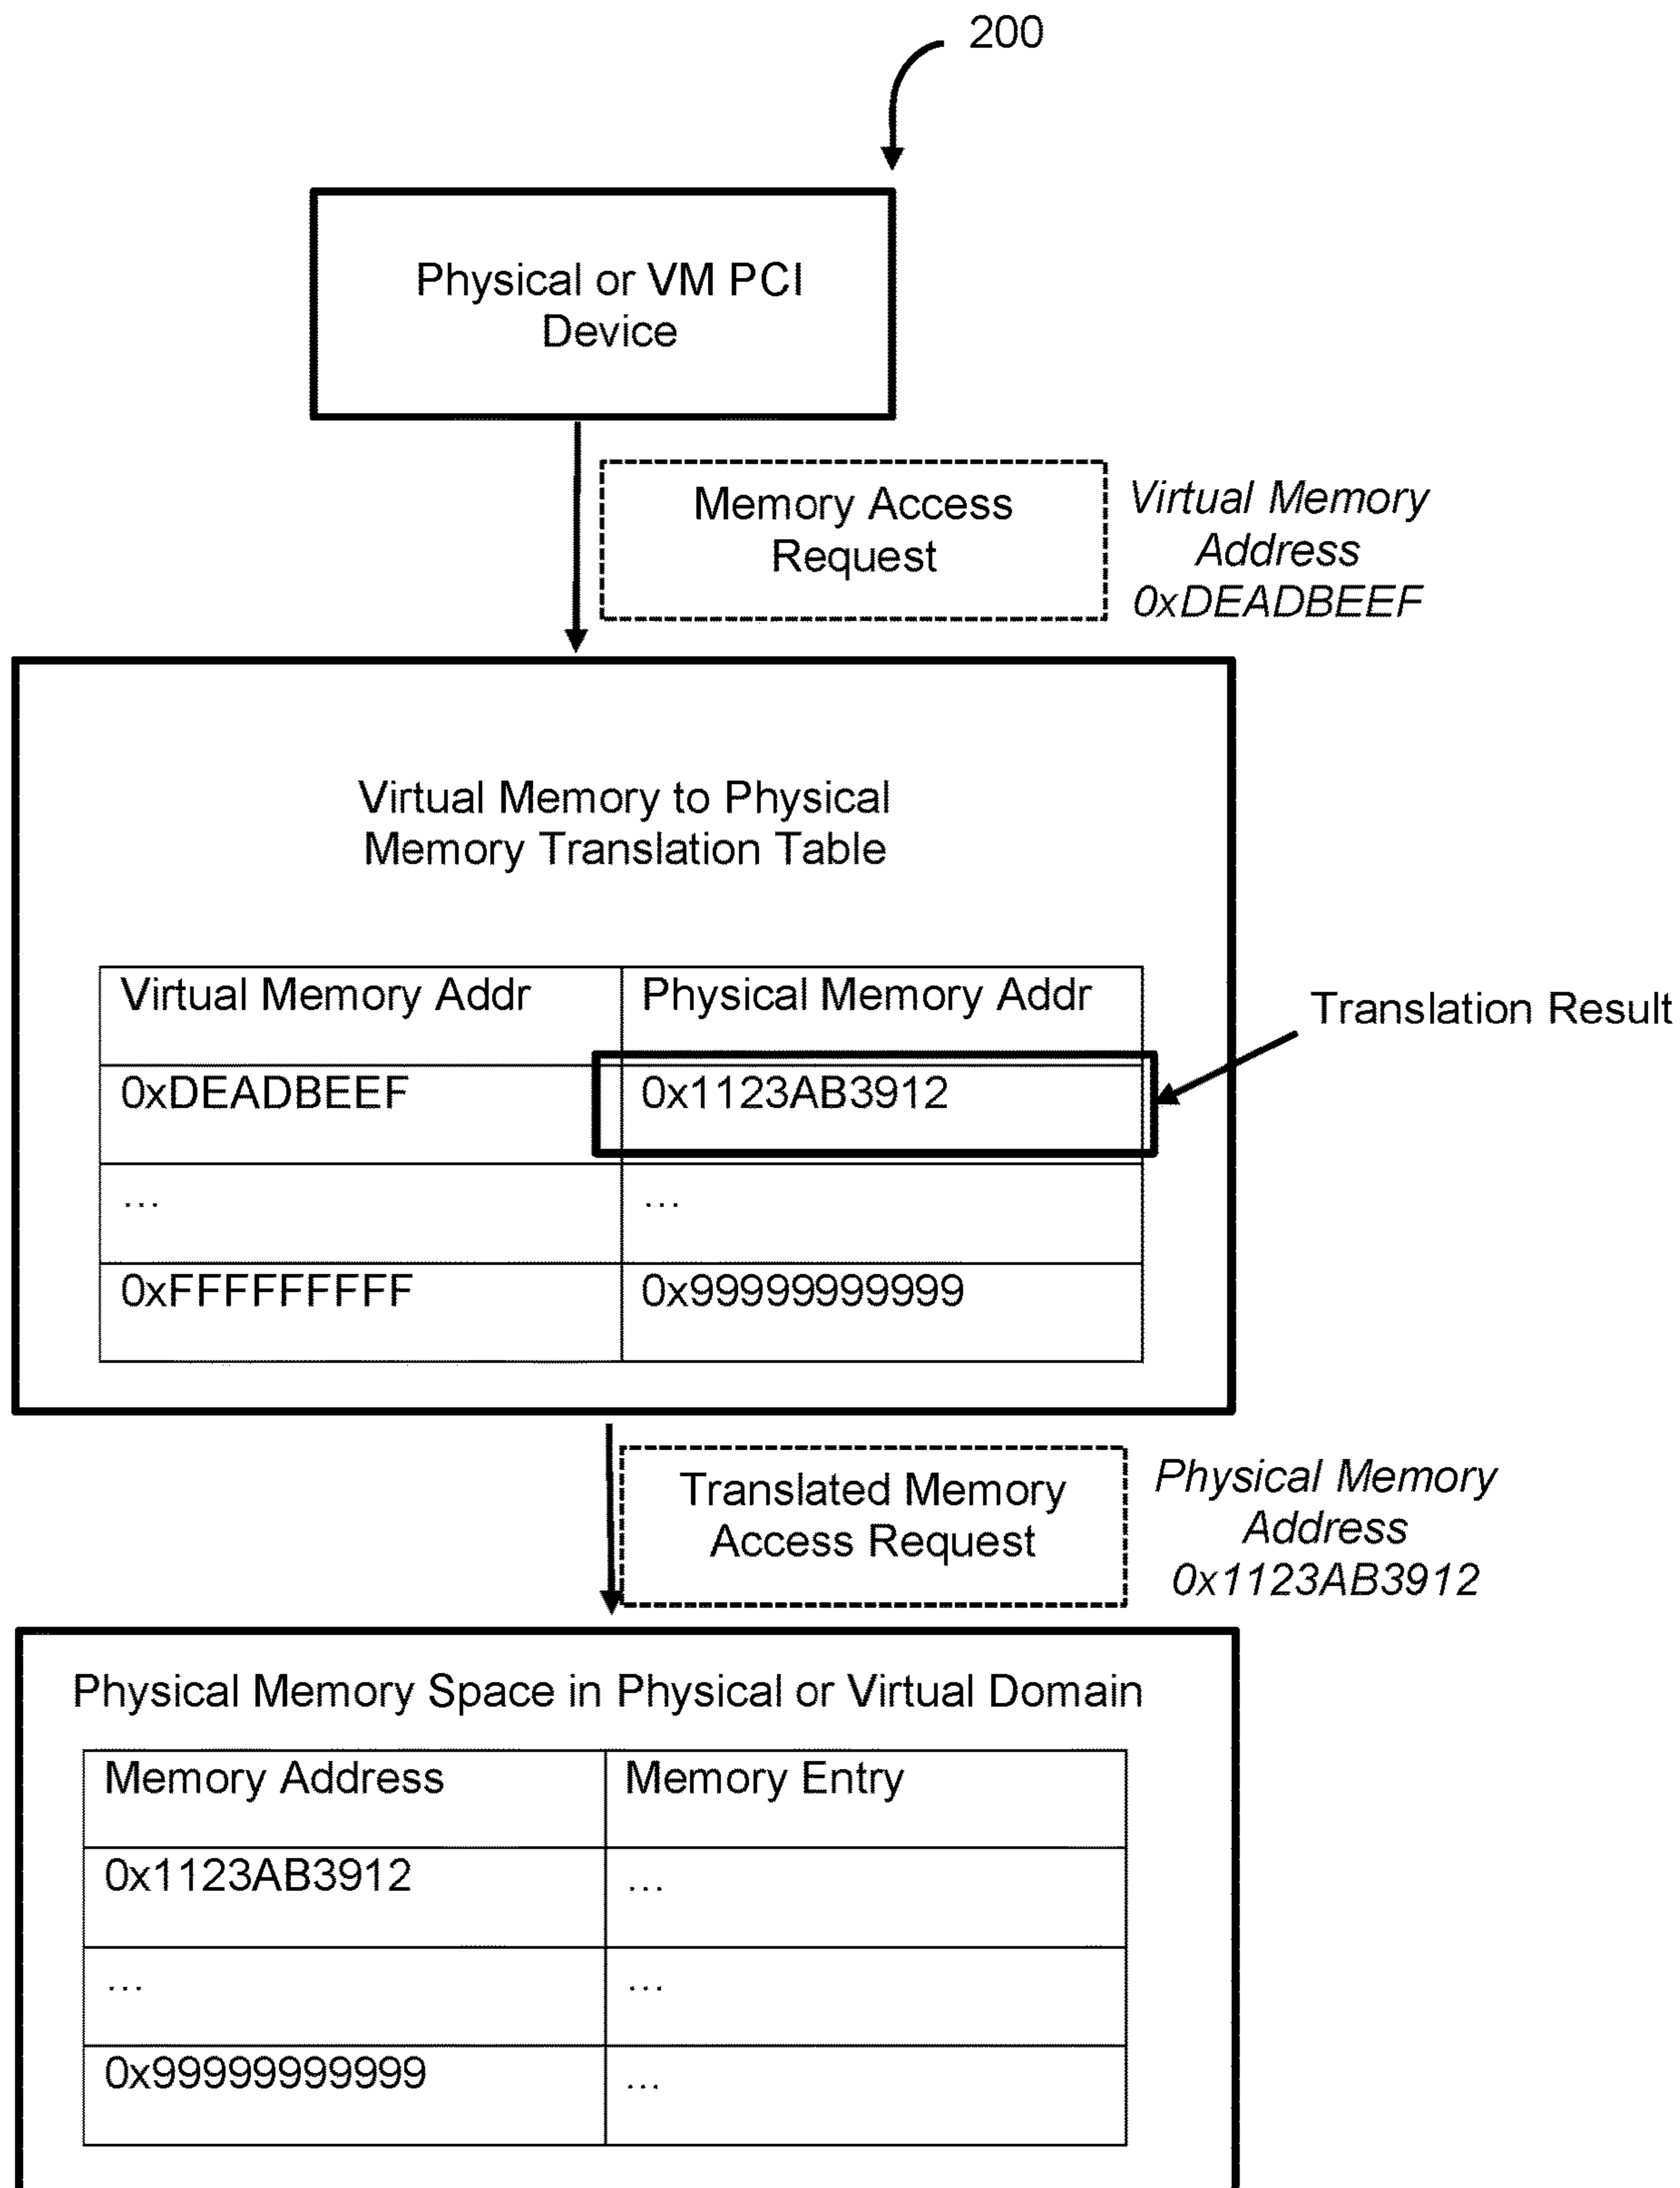 200
Physical or VM PCI
Device
Memory Access
Request
Virtual Memory
Address
0xDEADBEEF
Virtual Memory to Physical
Memory Translation Table
Virtual Memory Addr
Physical Memory Addr
Translation Result
0xDEADBEEF
0x1123AB3912
...
...
0xFFFFFFFFF
0x99999999999
Translated Memory
Access Request
Physical Memory
Address
0x1123AB3912
Physical Memory Space in Physical or Virtual Domain
Memory Address
Memory Entry
0x1123AB3912
...
...
...
0x99999999999
...